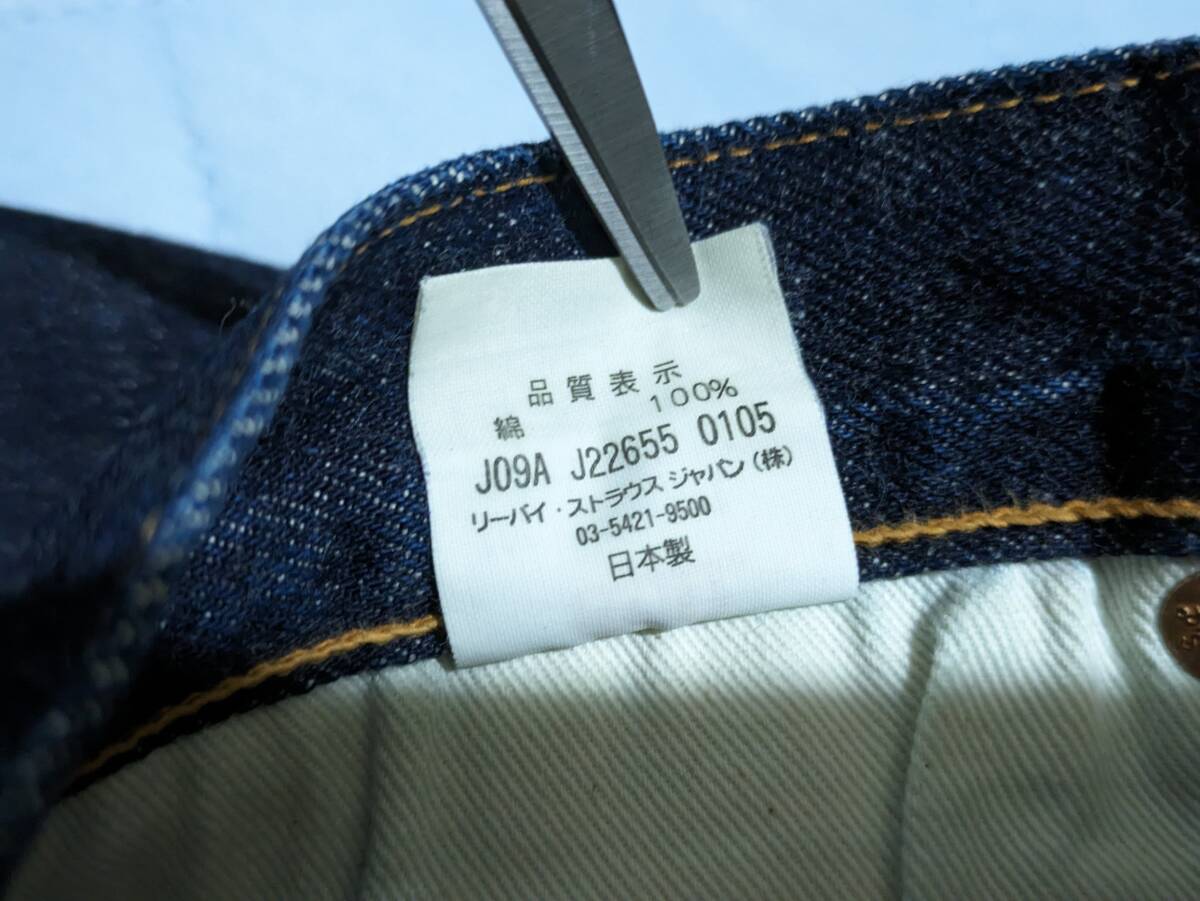 品質表示
綿 100%
J09A J22655 0105
リーバイ・ストラウス ジャパン(株)
03-5421-9500
日本製